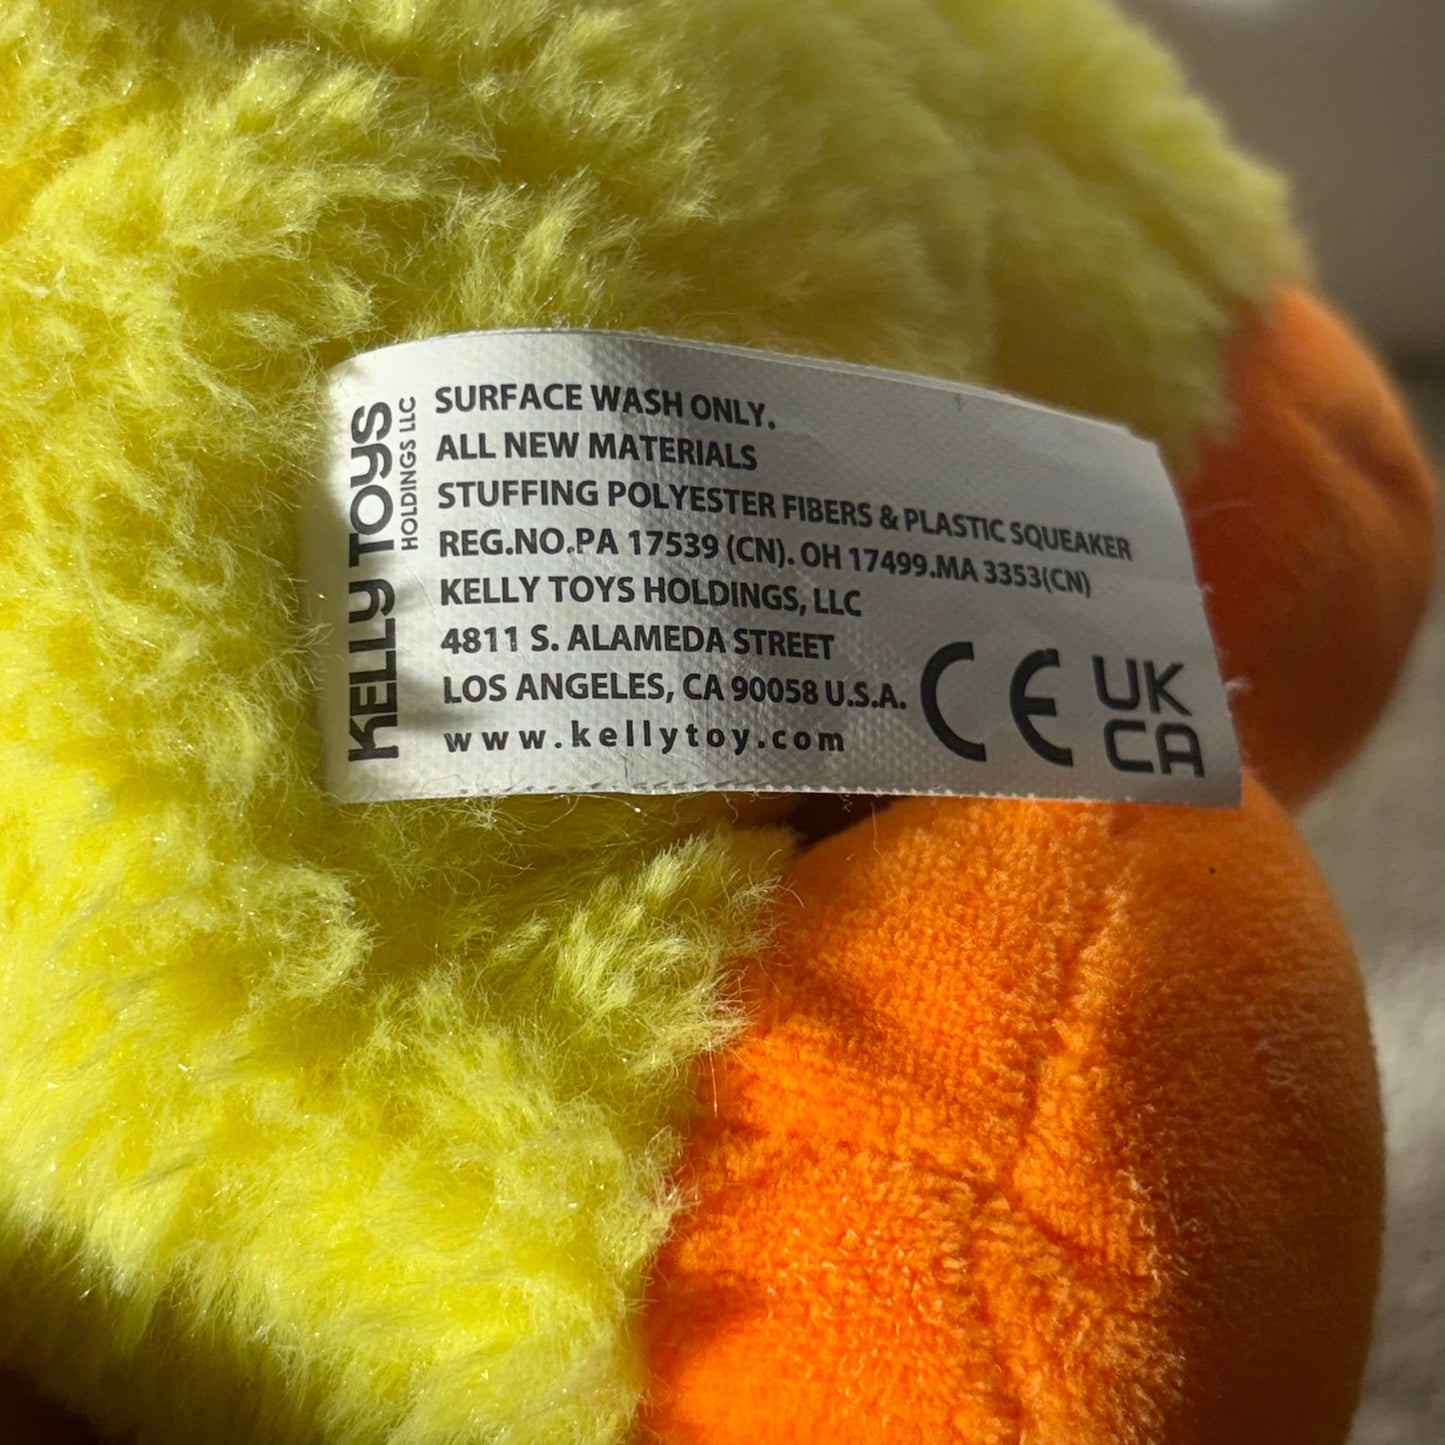 KELLY TOYS
HOLDINGS LLC
SURFACE WASH ONLY.
ALL NEW MATERIALS
STUFFING POLYESTER FIBERS & PLASTIC SQUEAKER
REG.NO.PA 17539 (CN). OH 17499.MA 3353(CN)
KELLY TOYS HOLDINGS, LLC
4811 S. ALAMEDA STREET
LOS ANGELES, CA 90058 U.S.A.
www.kellytoy.com
CE
UK
CA